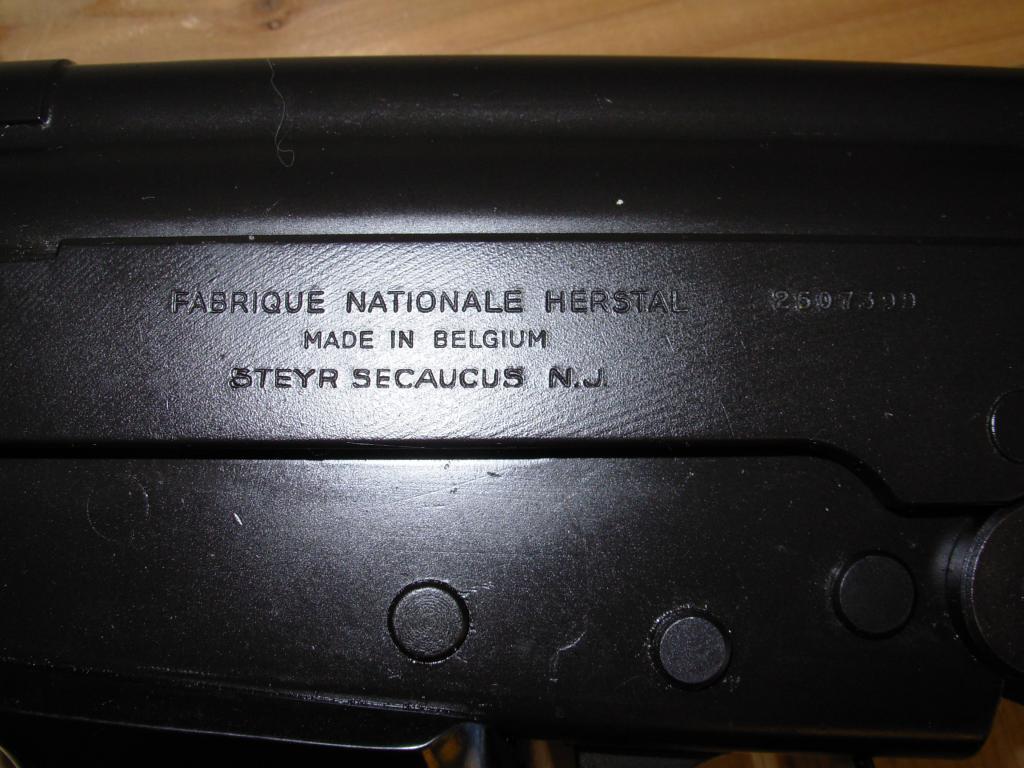 FABRIQUE NATIONALE HERSTAL
MADE IN BELGIUM
STEYR SECAUCUS N.J.